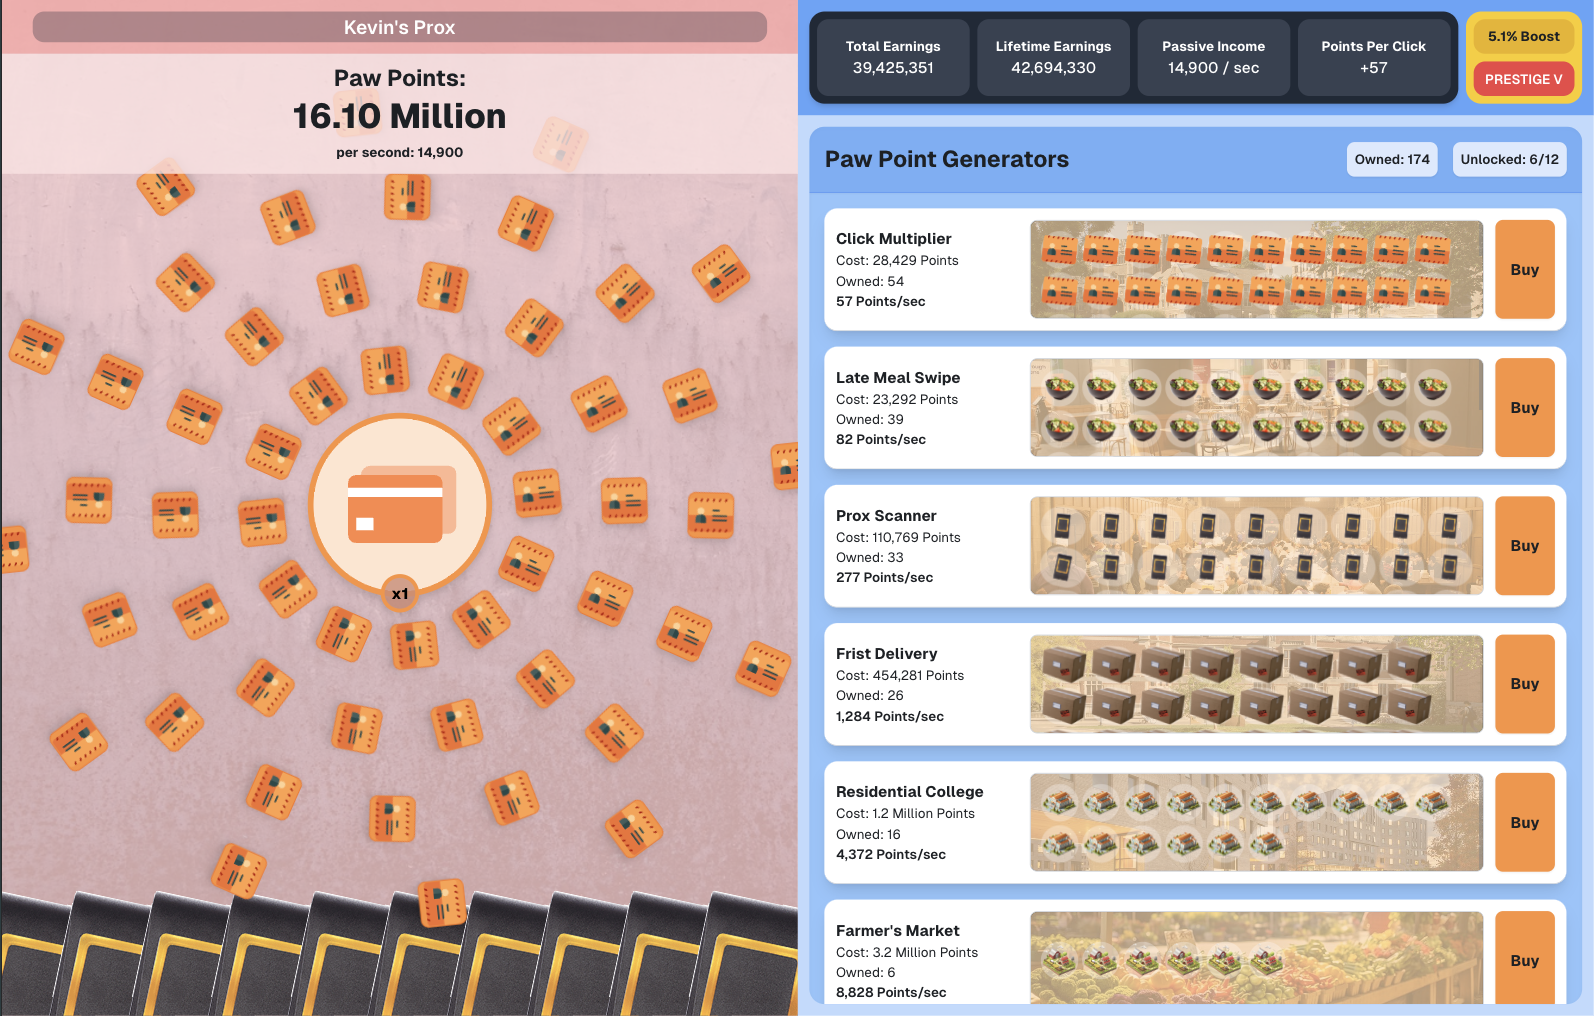 Kevin's Prox
Paw Points:
16.10 Million
per second: 14,900
x1
Total Earnings
39,425,351
Lifetime Earnings
42,694,330
Passive Income
14,900 / sec
Points Per Click
+57
5.1% Boost
PRESTIGE V
Paw Point Generators
Owned: 174
Unlocked: 6/12
Click Multiplier
Cost: 28,429 Points
Owned: 54
57 Points/sec
Buy
Late Meal Swipe
Cost: 23,292 Points
Owned: 39
82 Points/sec
Buy
Prox Scanner
Cost: 110,769 Points
Owned: 33
277 Points/sec
Buy
Frist Delivery
Cost: 454,281 Points
Owned: 26
1,284 Points/sec
Buy
Residential College
Cost: 1.2 Million Points
Owned: 16
4,372 Points/sec
Buy
Farmer's Market
Cost: 3.2 Million Points
Owned: 6
8,828 Points/sec
Buy